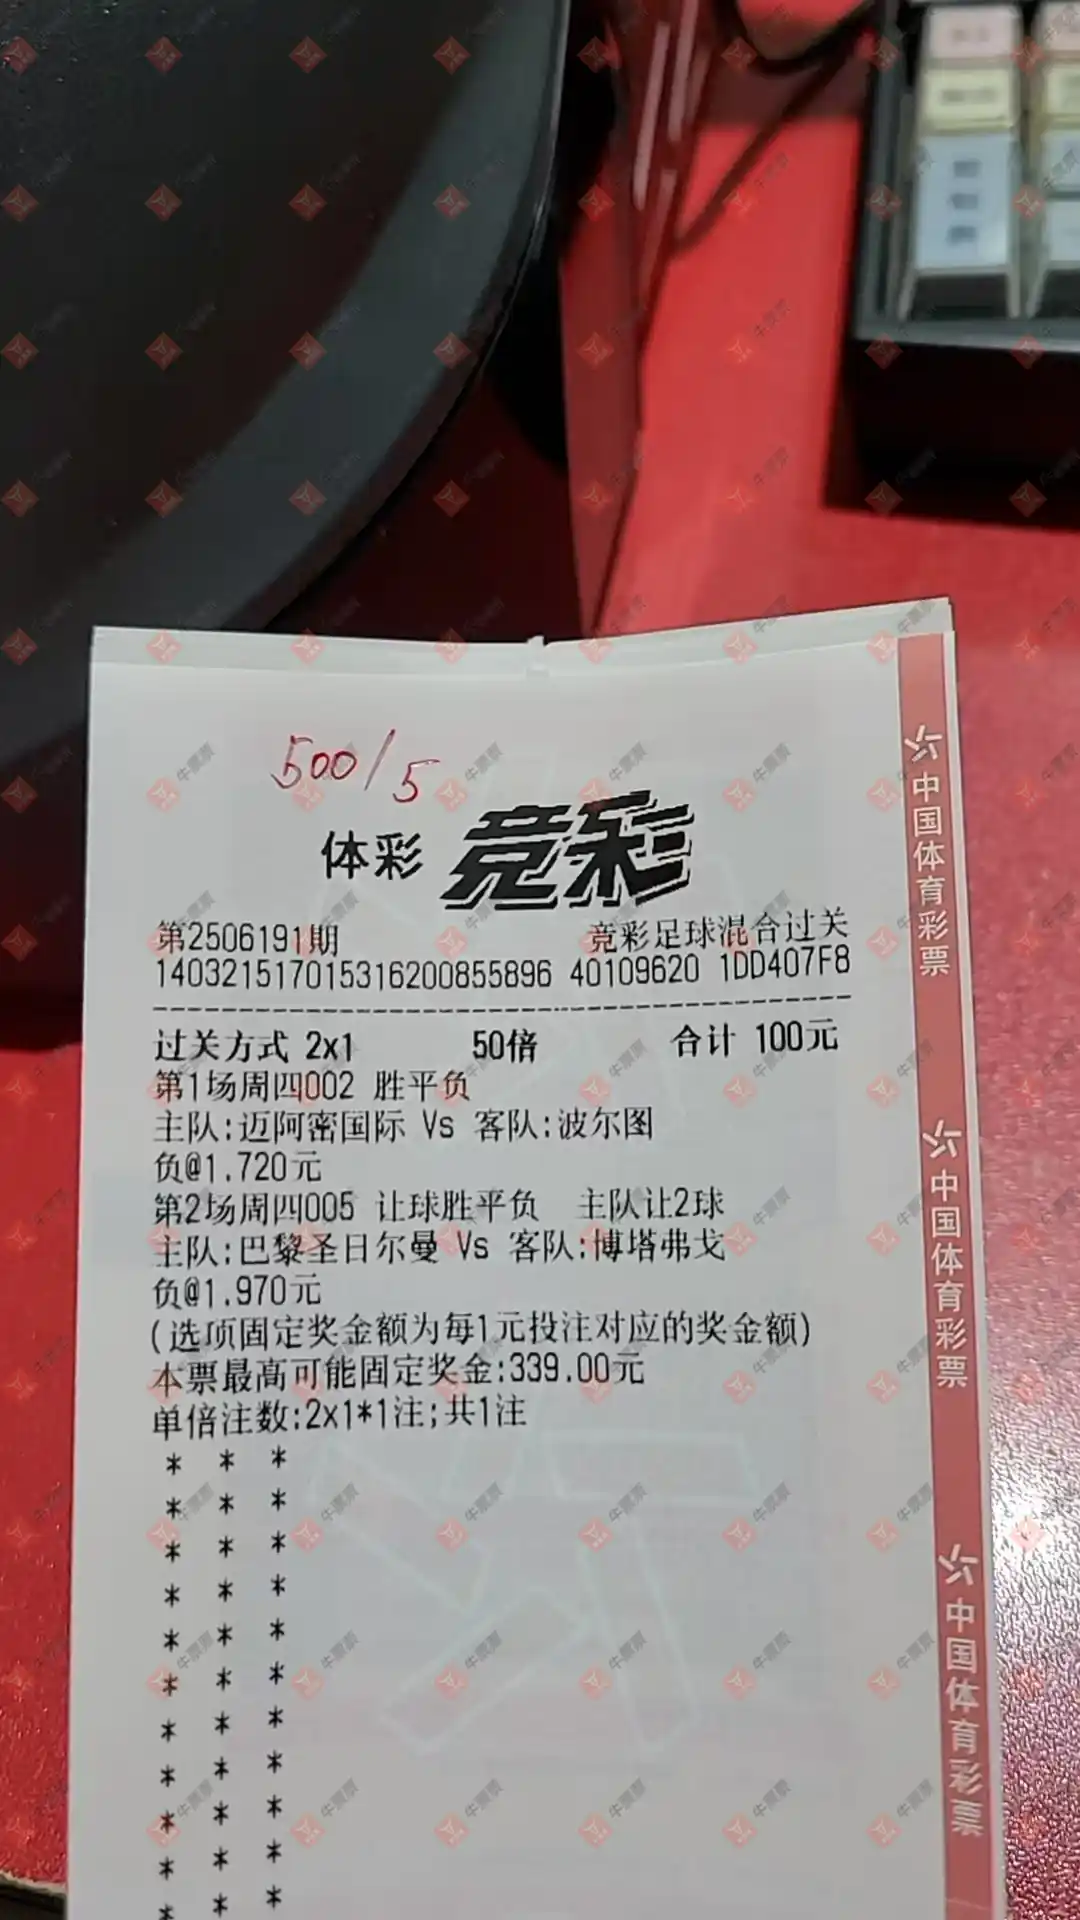 500/5
体彩 竞彩
第2506191期 竞彩足球混合过关
140321517015316200855896 40109620 1DD407F8
过关方式 2x1 50倍 合计 100元
第1场周四002 胜平负
主队:迈阿密国际 Vs 客队:波尔图
负@1.720元
第2场周四005 让球胜平负 主队让2球
主队:巴黎圣日尔曼 Vs 客队:博塔弗戈
负@1.970元
(选项固定奖金额为每1元投注对应的奖金额)
本票最高可能固定奖金:339.00元
单倍注数:2x1*1注;共1注
* * *
* * *
* * *
* * *
* * *
* * *
* * *
* * *
* * *
* * *
* * *
中国体育彩票
中国体育彩票
中国体育彩票
牛票票